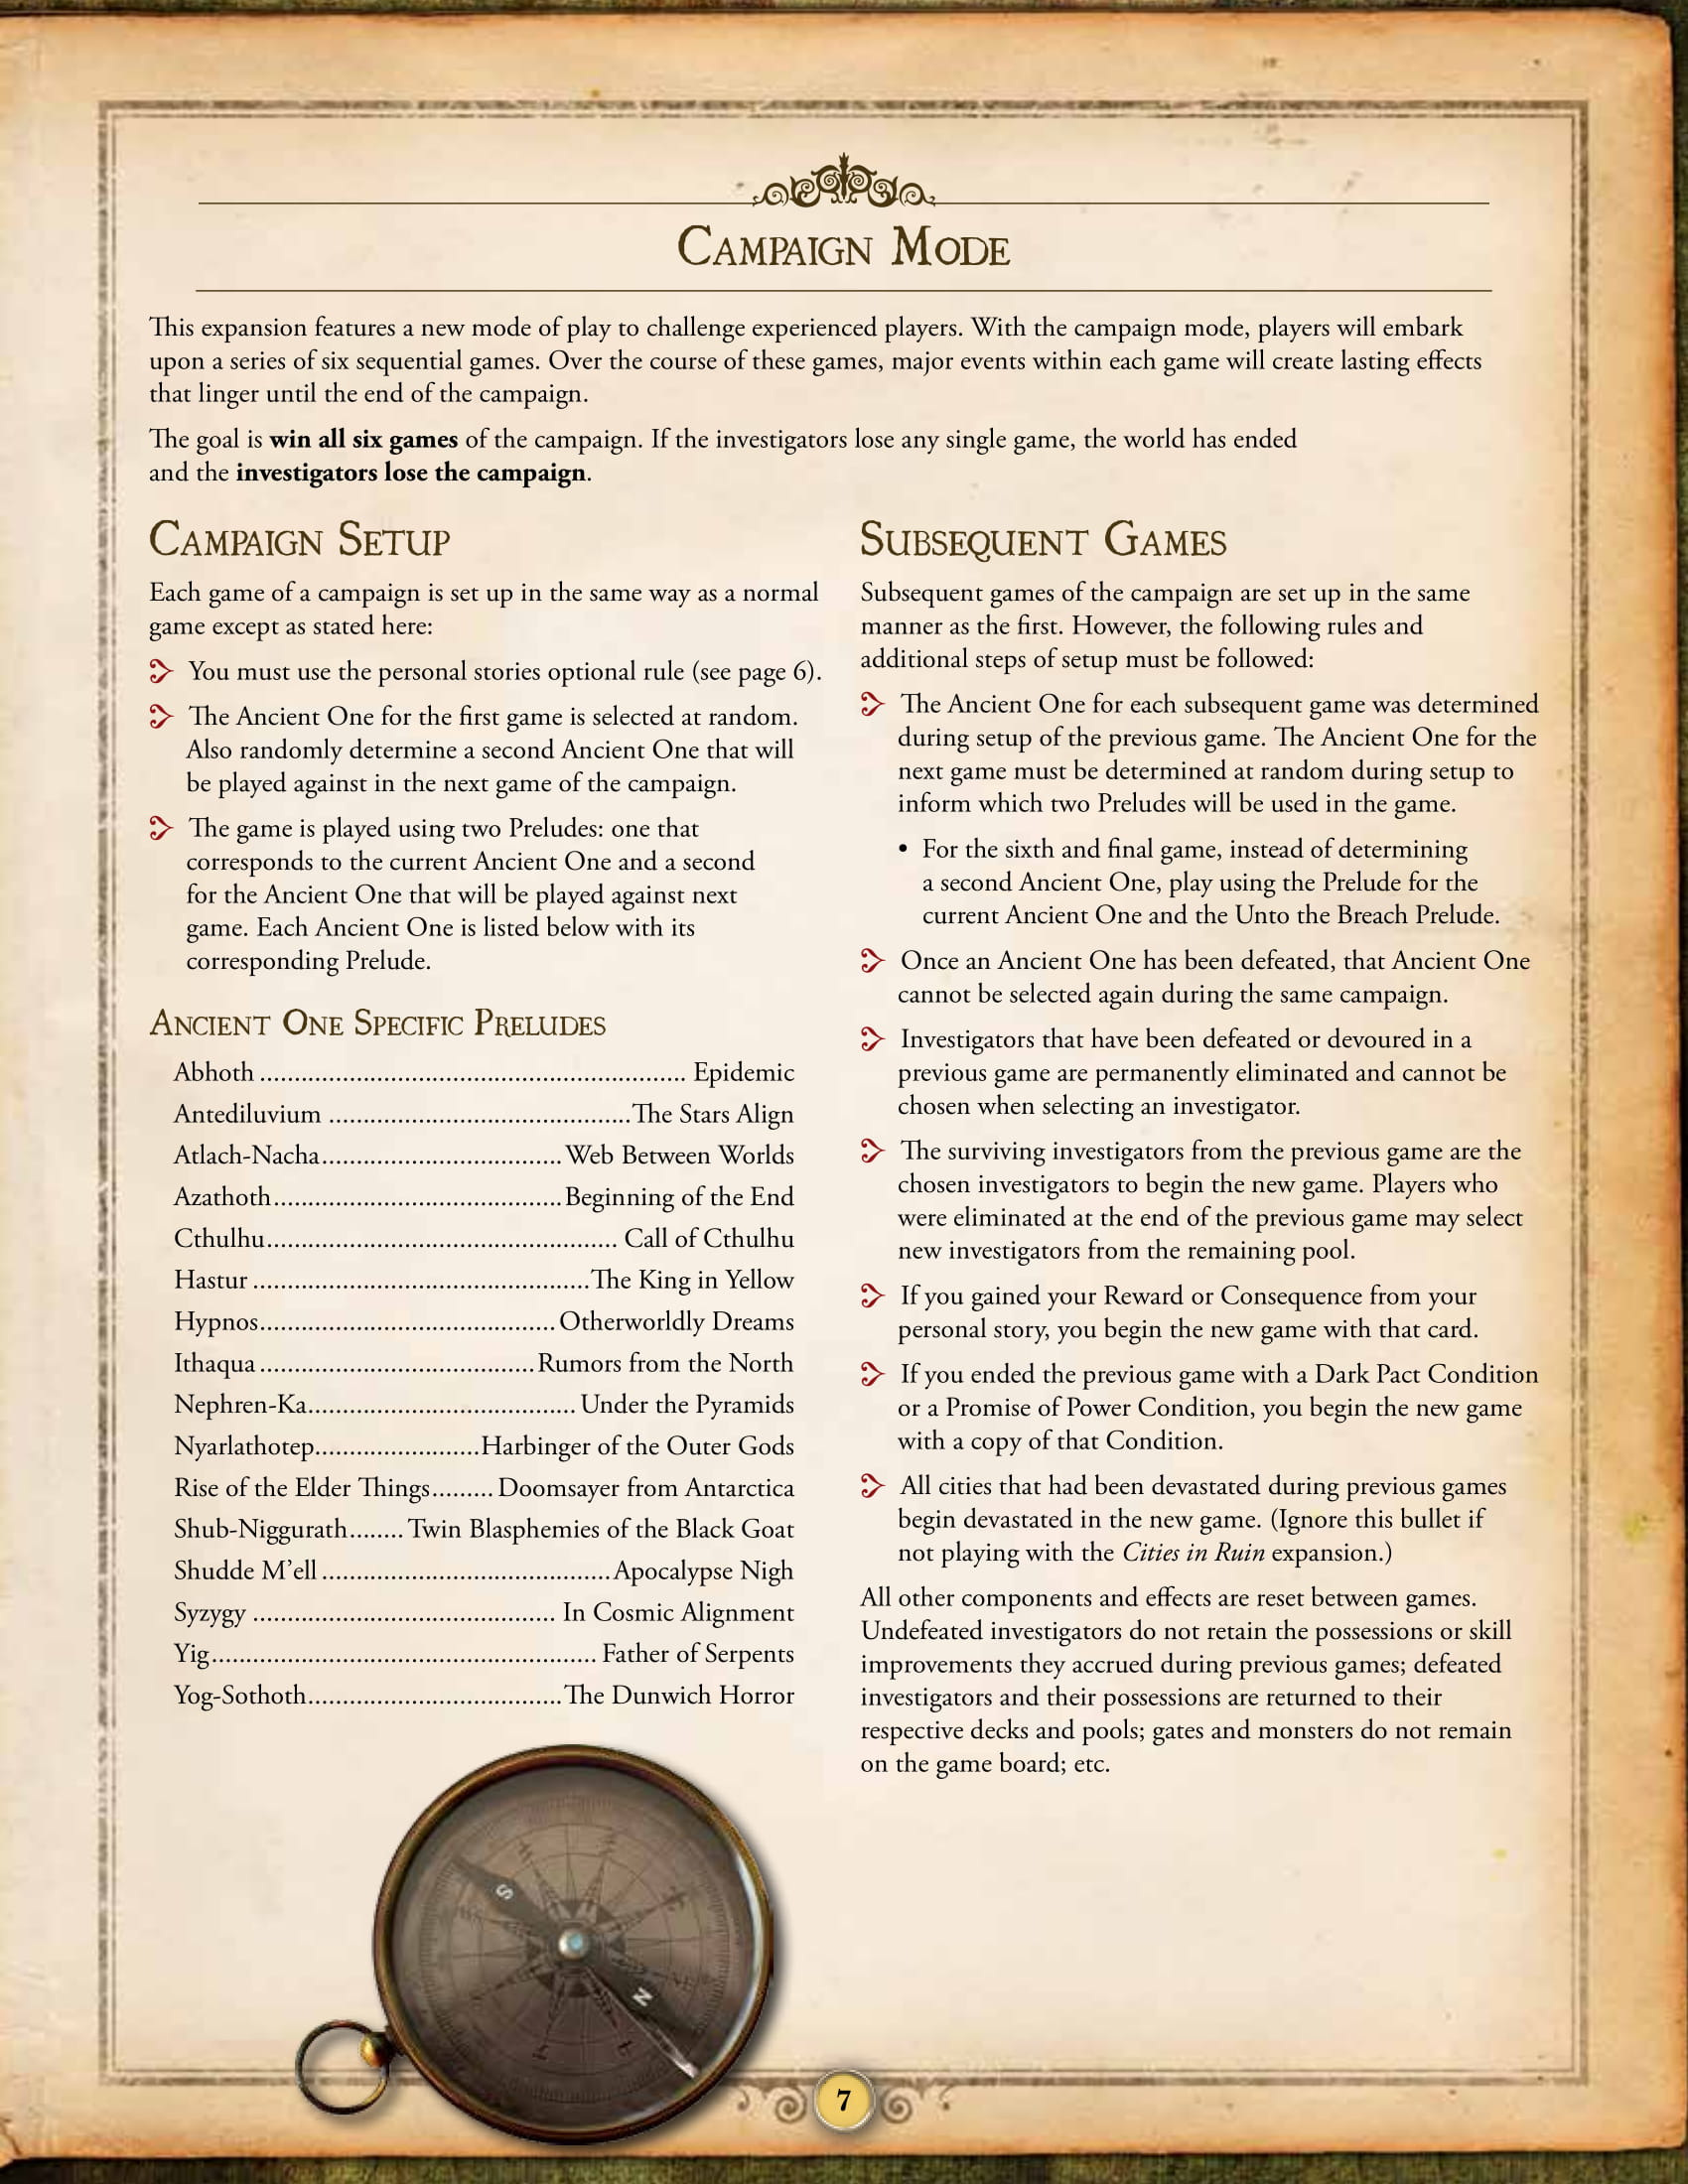 Campaign Mode
This expansion features a new mode of play to challenge experienced players. With the campaign mode, players will embark
upon a series of six sequential games. Over the course of these games, major events within each game will create lasting effects
that linger until the end of the campaign.
The goal is win all six games of the campaign. If the investigators lose any single game, the world has ended
and the investigators lose the campaign.
Campaign Setup
Each game of a campaign is set up in the same way as a normal
game except as stated here:
You must use the personal stories optional rule (see page 6).
The Ancient One for the first game is selected at random.
Also randomly determine a second Ancient One that will
be played against in the next game of the campaign.
The game is played using two Preludes: one that
corresponds to the current Ancient One and a second
for the Ancient One that will be played against next
game. Each Ancient One is listed below with its
corresponding Prelude.
Ancient One Specific Preludes
Abhoth .............................................................. Epidemic
Antediluvium ............................................The Stars Align
Atlach-Nacha...................................Web Between Worlds
Azathoth..........................................Beginning of the End
Cthulhu................................................... Call of Cthulhu
Hastur .................................................The King in Yellow
Hypnos...........................................Otherworldly Dreams
Ithaqua ........................................Rumors from the North
Nephren-Ka....................................... Under the Pyramids
Nyarlathotep........................Harbinger of the Outer Gods
Rise of the Elder Things......... Doomsayer from Antarctica
Shub-Niggurath........ Twin Blasphemies of the Black Goat
Shudde M'ell ..........................................Apocalypse Nigh
Syzygy ............................................ In Cosmic Alignment
Yig........................................................ Father of Serpents
Yog-Sothoth.....................................The Dunwich Horror
Subsequent Games
Subsequent games of the campaign are set up in the same
manner as the first. However, the following rules and
additional steps of setup must be followed:
The Ancient One for each subsequent game was determined
during setup of the previous game. The Ancient One for the
next game must be determined at random during setup to
inform which two Preludes will be used in the game.
• For the sixth and final game, instead of determining
a second Ancient One, play using the Prelude for the
current Ancient One and the Unto the Breach Prelude.
Once an Ancient One has been defeated, that Ancient One
cannot be selected again during the same campaign.
Investigators that have been defeated or devoured in a
previous game are permanently eliminated and cannot be
chosen when selecting an investigator.
The surviving investigators from the previous game are the
chosen investigators to begin the new game. Players who
were eliminated at the end of the previous game may select
new investigators from the remaining pool.
If you gained your Reward or Consequence from your
personal story, you begin the new game with that card.
If you ended the previous game with a Dark Pact Condition
or a Promise of Power Condition, you begin the new game
with a copy of that Condition.
All cities that had been devastated during previous games
begin devastated in the new game. (Ignore this bullet if
not playing with the Cities in Ruin expansion.)
All other components and effects are reset between games.
Undefeated investigators do not retain the possessions or skill
improvements they accrued during previous games; defeated
investigators and their possessions are returned to their
respective decks and pools; gates and monsters do not remain
on the game board; etc.
S
N
7